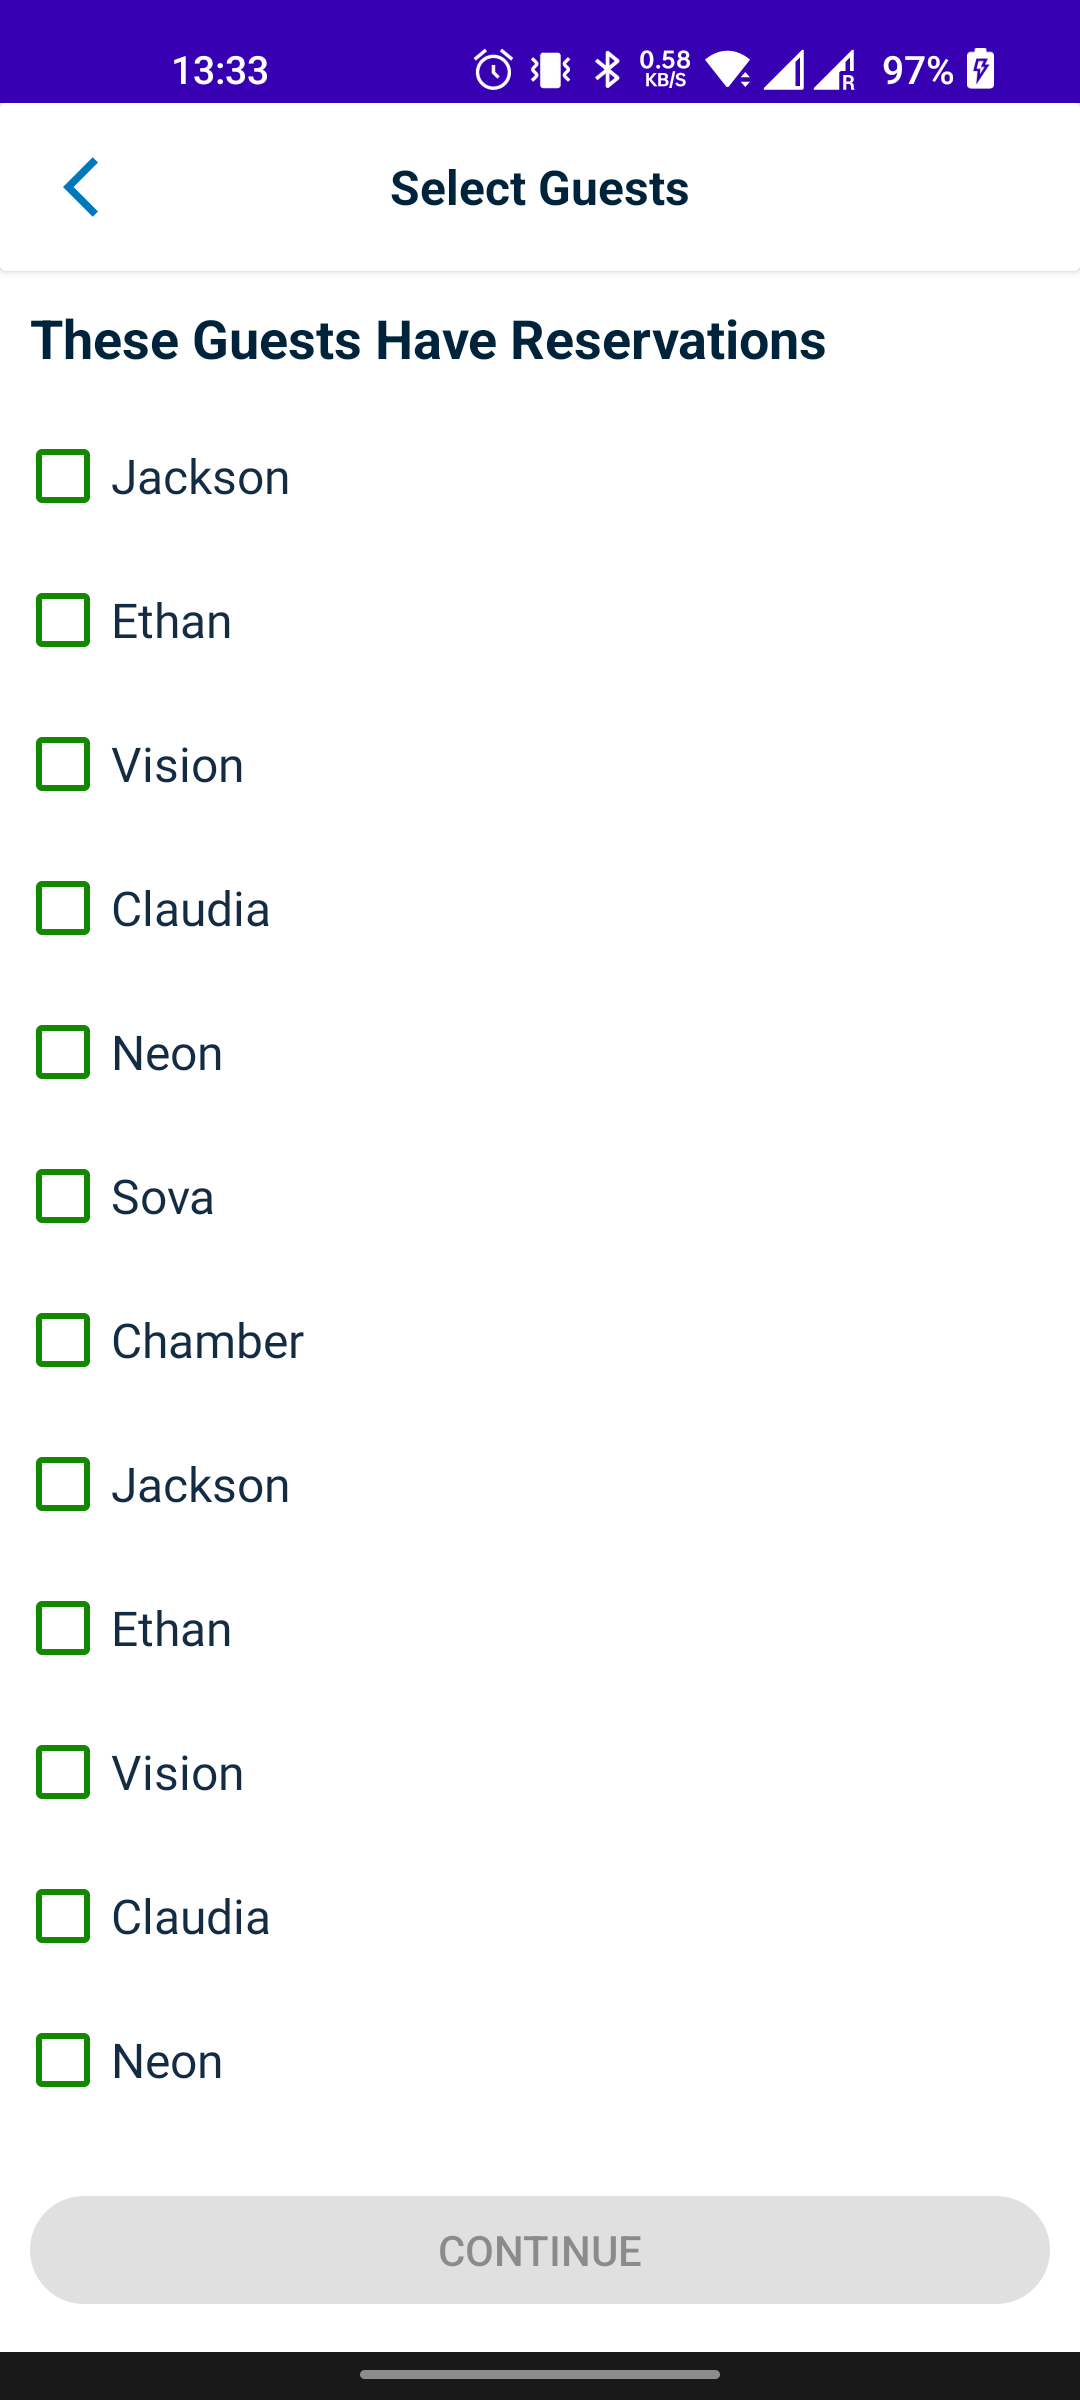 13:33 0.58 KB/S R 97%
Select Guests
These Guests Have Reservations
Jackson
Ethan
Vision
Claudia
Neon
Sova
Chamber
Jackson
Ethan
Vision
Claudia
Neon
CONTINUE